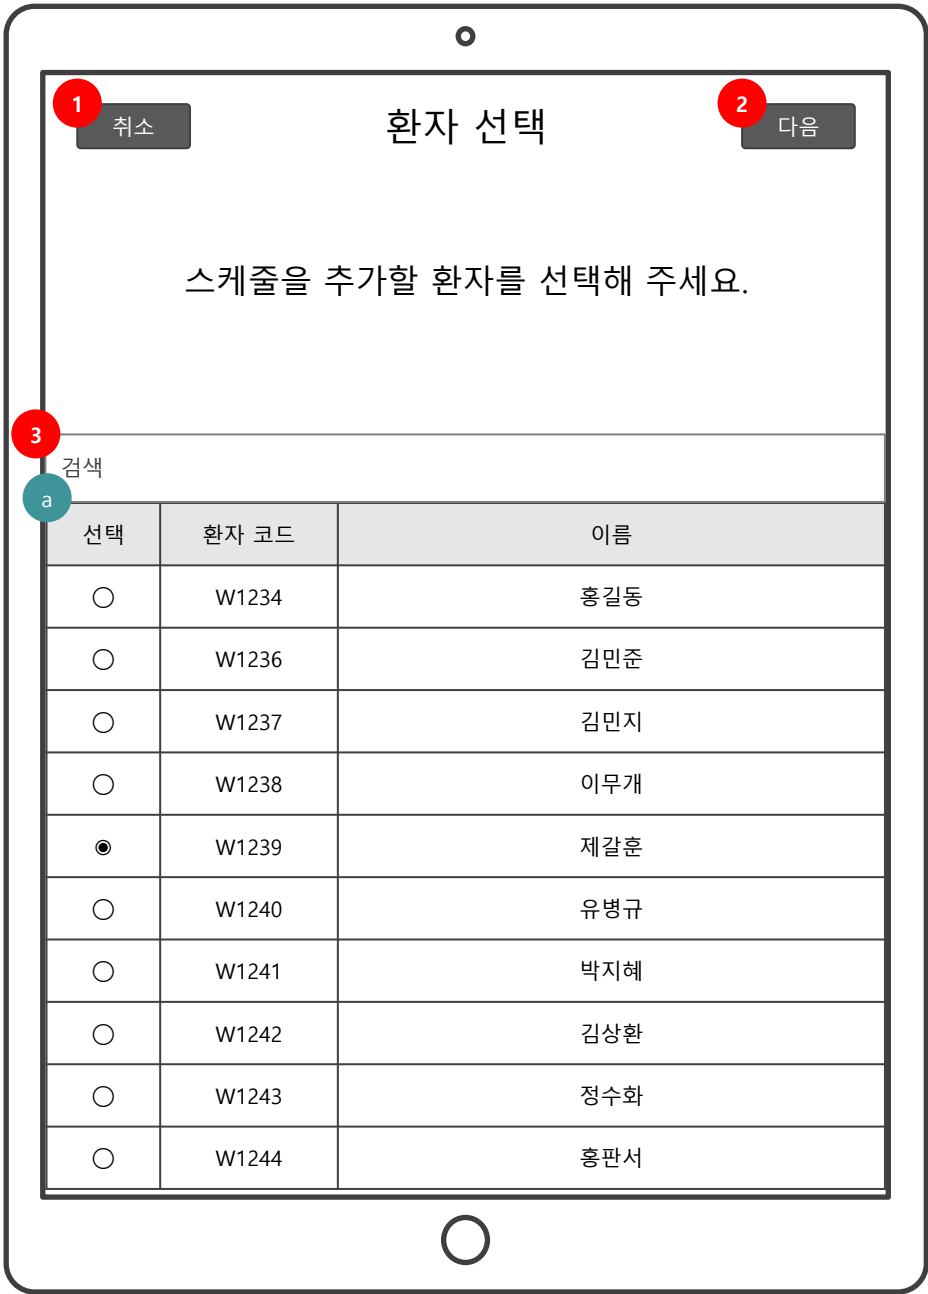 1
취소
환자 선택
2
다음
스케줄을 추가할 환자를 선택해 주세요.
3
검색
a
선택 환자 코드 이름
W1234 홍길동
W1236 김민준
W1237 김민지
W1238 이무개
W1239 제갈훈
W1240 유병규
W1241 박지혜
W1242 김상환
W1243 정수화
W1244 홍판서